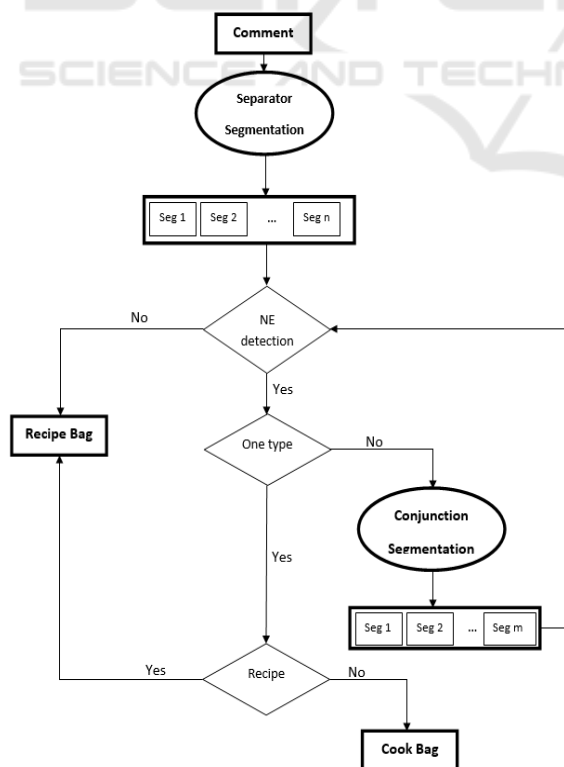 SCIENCE AND TECHN
Comment
Separator
Segmentation
Seg 1 Seg 2 ... Seg n
NE
detection
No
Yes
Recipe Bag
One type
No
Conjunction
Segmentation
Yes
Seg 1 Seg 2 ... Seg m
Recipe
Yes
No
Cook Bag